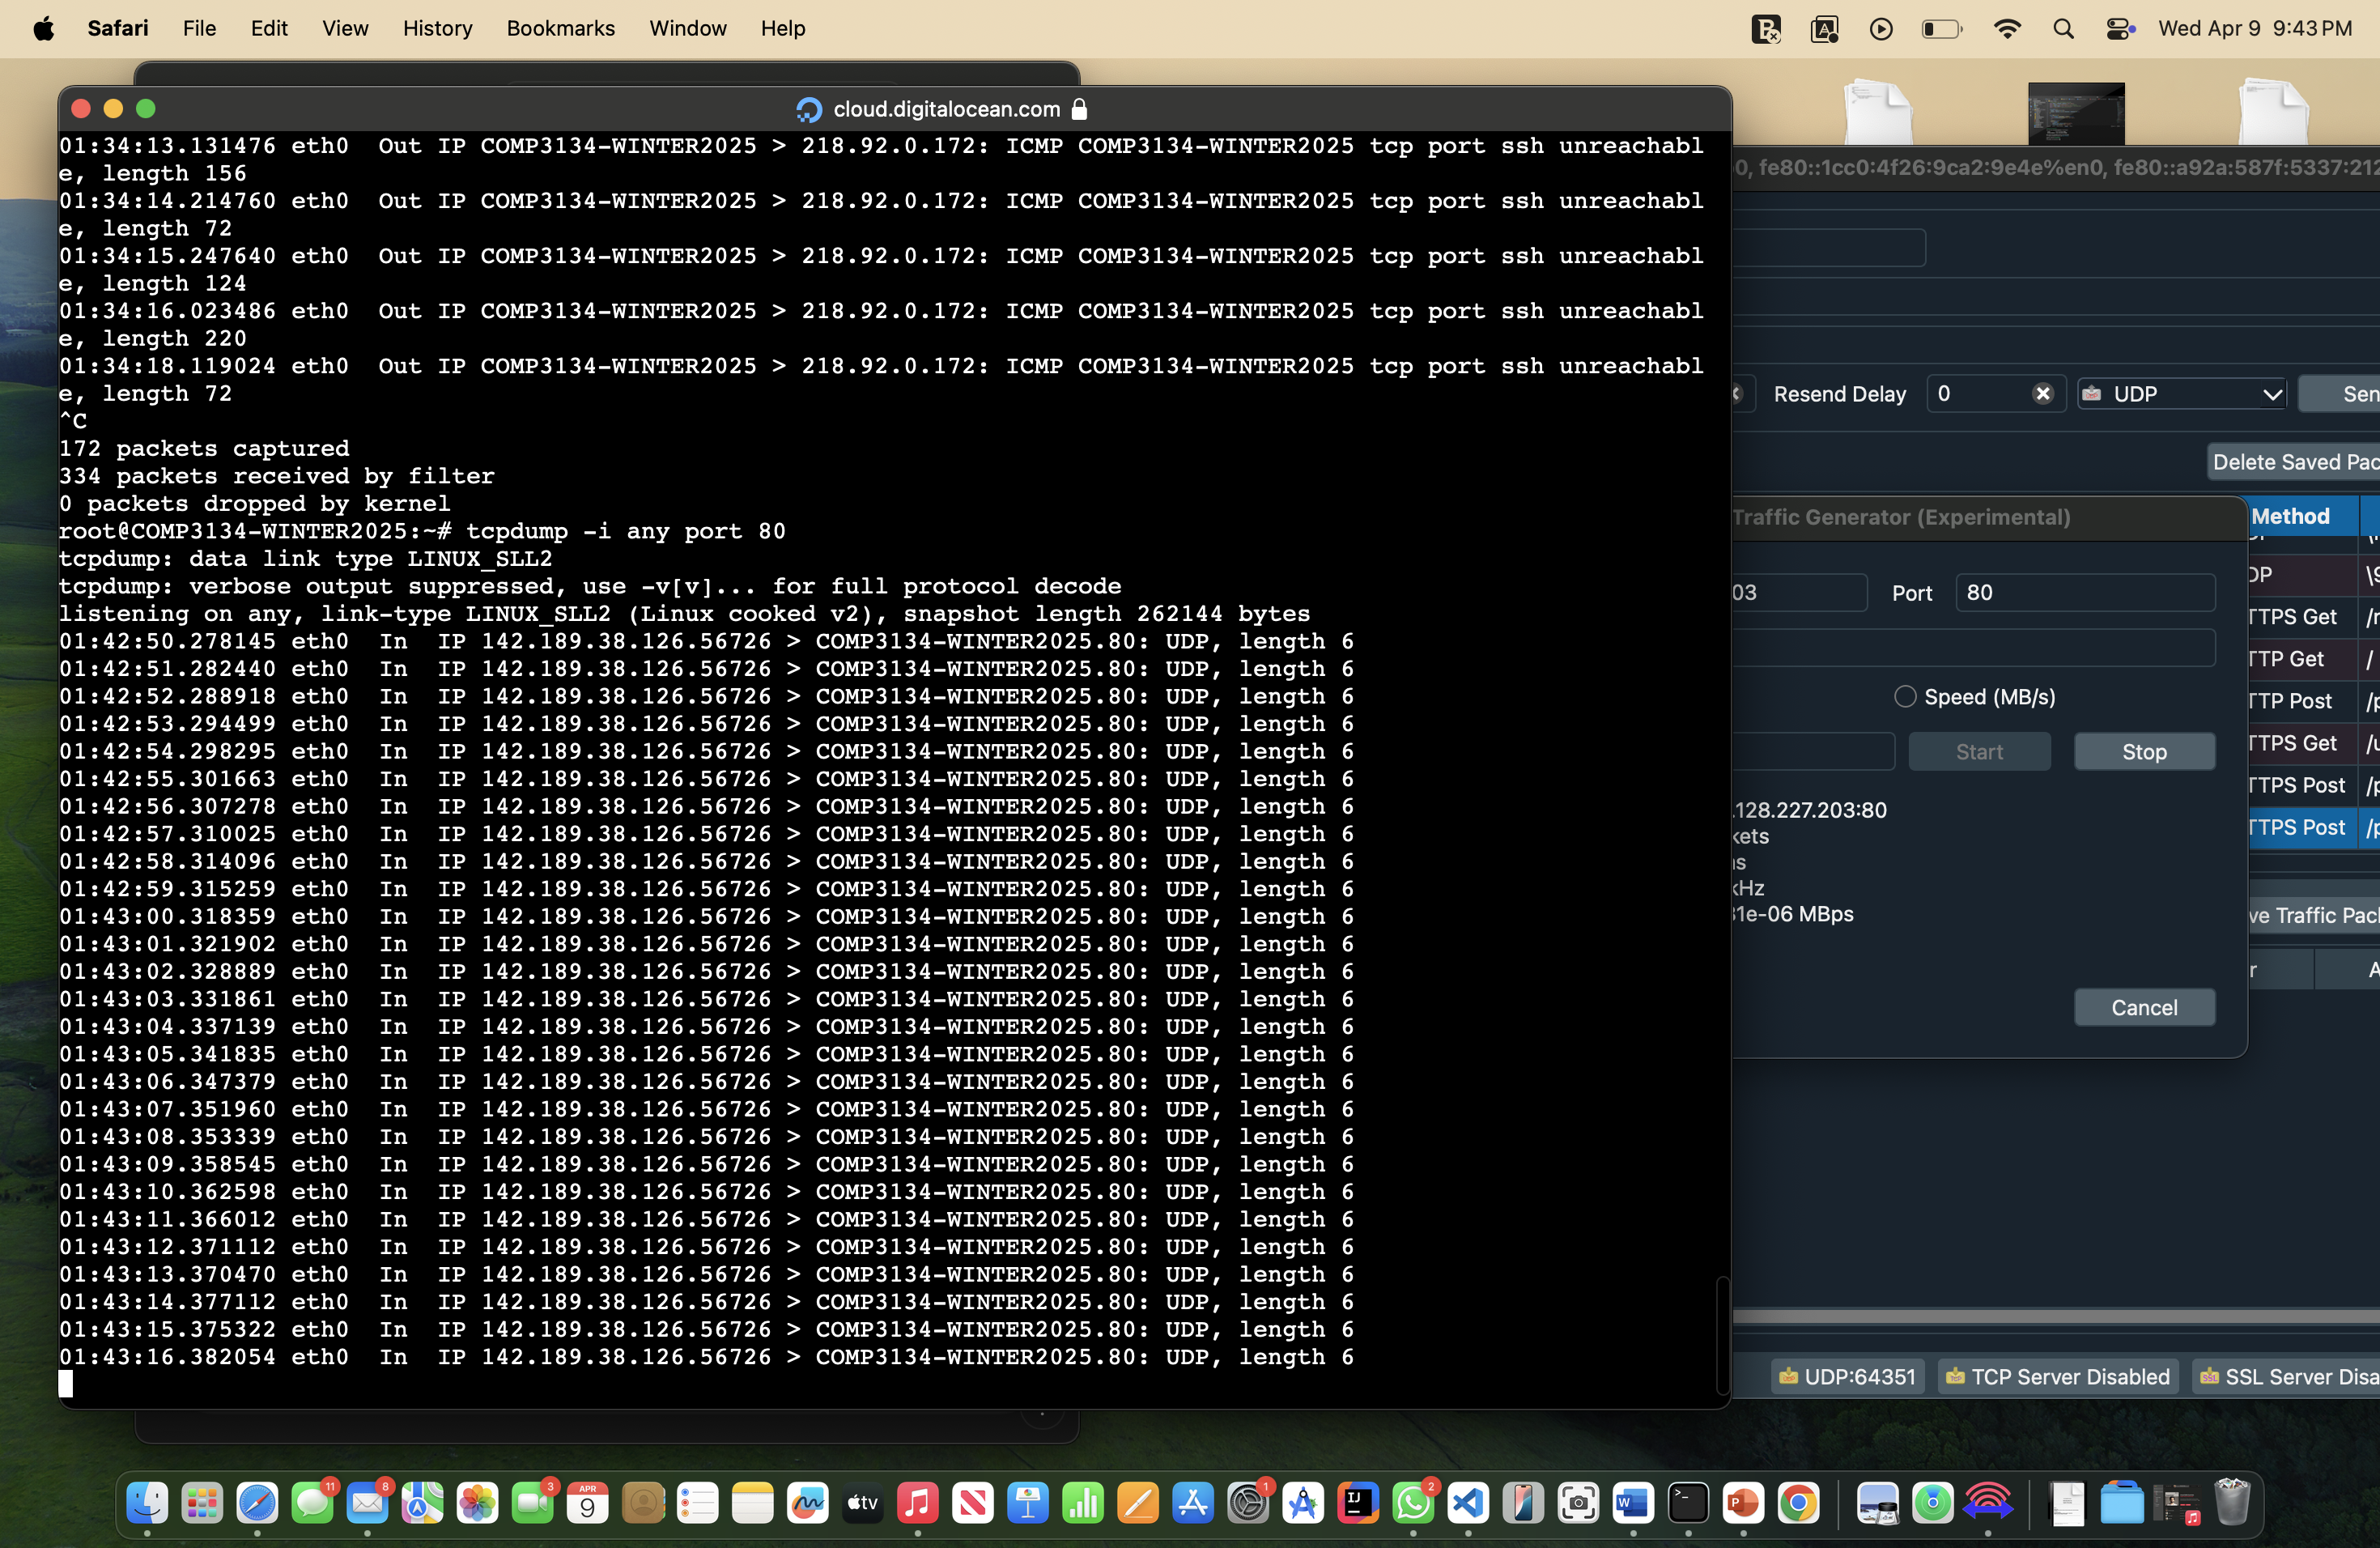 Safari File Edit View History Bookmarks Window Help Wed Apr 9 9:43 PM
cloud.digitalocean.com
01:34:13.131476 eth0  Out IP COMP3134-WINTER2025 > 218.92.0.172: ICMP COMP3134-WINTER2025 tcp port ssh unreachabl
e, length 156
01:34:14.214760 eth0  Out IP COMP3134-WINTER2025 > 218.92.0.172: ICMP COMP3134-WINTER2025 tcp port ssh unreachabl
e, length 72
01:34:15.247640 eth0  Out IP COMP3134-WINTER2025 > 218.92.0.172: ICMP COMP3134-WINTER2025 tcp port ssh unreachabl
e, length 124
01:34:16.023486 eth0  Out IP COMP3134-WINTER2025 > 218.92.0.172: ICMP COMP3134-WINTER2025 tcp port ssh unreachabl
e, length 220
01:34:18.119024 eth0  Out IP COMP3134-WINTER2025 > 218.92.0.172: ICMP COMP3134-WINTER2025 tcp port ssh unreachabl
e, length 72
^C
172 packets captured
334 packets received by filter
0 packets dropped by kernel
root@COMP3134-WINTER2025:~# tcpdump -i any port 80
tcpdump: data link type LINUX_SLL2
tcpdump: verbose output suppressed, use -v[v]... for full protocol decode
listening on any, link-type LINUX_SLL2 (Linux cooked v2), snapshot length 262144 bytes
01:42:50.278145 eth0  In  IP 142.189.38.126.56726 > COMP3134-WINTER2025.80: UDP, length 6
01:42:51.282440 eth0  In  IP 142.189.38.126.56726 > COMP3134-WINTER2025.80: UDP, length 6
01:42:52.288918 eth0  In  IP 142.189.38.126.56726 > COMP3134-WINTER2025.80: UDP, length 6
01:42:53.294499 eth0  In  IP 142.189.38.126.56726 > COMP3134-WINTER2025.80: UDP, length 6
01:42:54.298295 eth0  In  IP 142.189.38.126.56726 > COMP3134-WINTER2025.80: UDP, length 6
01:42:55.301663 eth0  In  IP 142.189.38.126.56726 > COMP3134-WINTER2025.80: UDP, length 6
01:42:56.307278 eth0  In  IP 142.189.38.126.56726 > COMP3134-WINTER2025.80: UDP, length 6
01:42:57.310025 eth0  In  IP 142.189.38.126.56726 > COMP3134-WINTER2025.80: UDP, length 6
01:42:58.314096 eth0  In  IP 142.189.38.126.56726 > COMP3134-WINTER2025.80: UDP, length 6
01:42:59.315259 eth0  In  IP 142.189.38.126.56726 > COMP3134-WINTER2025.80: UDP, length 6
01:43:00.318359 eth0  In  IP 142.189.38.126.56726 > COMP3134-WINTER2025.80: UDP, length 6
01:43:01.321902 eth0  In  IP 142.189.38.126.56726 > COMP3134-WINTER2025.80: UDP, length 6
01:43:02.328889 eth0  In  IP 142.189.38.126.56726 > COMP3134-WINTER2025.80: UDP, length 6
01:43:03.331861 eth0  In  IP 142.189.38.126.56726 > COMP3134-WINTER2025.80: UDP, length 6
01:43:04.337139 eth0  In  IP 142.189.38.126.56726 > COMP3134-WINTER2025.80: UDP, length 6
01:43:05.341835 eth0  In  IP 142.189.38.126.56726 > COMP3134-WINTER2025.80: UDP, length 6
01:43:06.347379 eth0  In  IP 142.189.38.126.56726 > COMP3134-WINTER2025.80: UDP, length 6
01:43:07.351960 eth0  In  IP 142.189.38.126.56726 > COMP3134-WINTER2025.80: UDP, length 6
01:43:08.353339 eth0  In  IP 142.189.38.126.56726 > COMP3134-WINTER2025.80: UDP, length 6
01:43:09.358545 eth0  In  IP 142.189.38.126.56726 > COMP3134-WINTER2025.80: UDP, length 6
01:43:10.362598 eth0  In  IP 142.189.38.126.56726 > COMP3134-WINTER2025.80: UDP, length 6
01:43:11.366012 eth0  In  IP 142.189.38.126.56726 > COMP3134-WINTER2025.80: UDP, length 6
01:43:12.371112 eth0  In  IP 142.189.38.126.56726 > COMP3134-WINTER2025.80: UDP, length 6
01:43:13.370470 eth0  In  IP 142.189.38.126.56726 > COMP3134-WINTER2025.80: UDP, length 6
01:43:14.377112 eth0  In  IP 142.189.38.126.56726 > COMP3134-WINTER2025.80: UDP, length 6
01:43:15.375322 eth0  In  IP 142.189.38.126.56726 > COMP3134-WINTER2025.80: UDP, length 6
01:43:16.382054 eth0  In  IP 142.189.38.126.56726 > COMP3134-WINTER2025.80: UDP, length 6
0, fe80::1cc0:4f26:9ca2:9e4e%en0, fe80::a92a:587f:5337:212
Resend Delay 0 UDP Sen
Delete Saved Pac
Traffic Generator (Experimental)
03 Port 80
Speed (MB/s)
Start Stop
.128.227.203:80
kets
kHz
31e-06 MBps
Cancel
Method
DP
TTPS Get
TTP Get /
TTP Post
TTPS Get
TTPS Post
TTPS Post
ve Traffic Pack
r A
UDP:64351 TCP Server Disabled SSL Server Disa
11 8 3 APR 9 tv 1 IJ 2 W >_ P